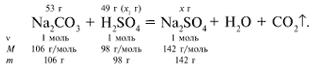 53 г 49 г (x₁ г) x г
Na₂CO₃ + H₂SO₄ = Na₂SO₄ + H₂O + CO₂↑.
ν 1 моль 1 моль 1 моль
M 106 г/моль 98 г/моль 142 г/моль
m 106 г 98 г 142 г